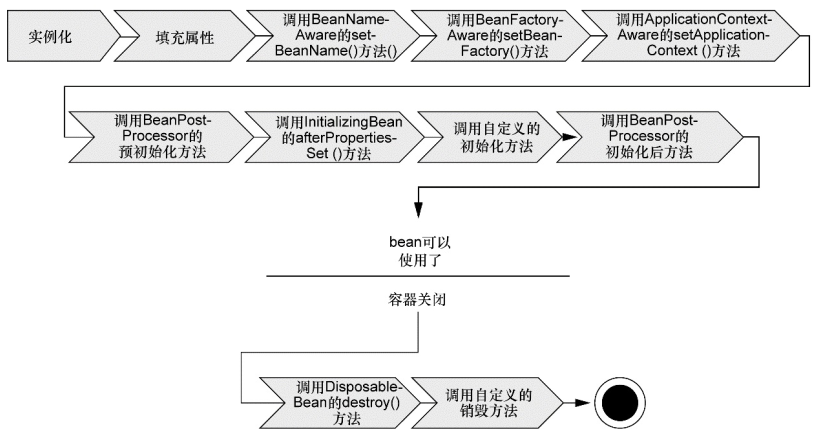 实例化
填充属性
调用BeanName-
Aware的set-
BeanName()方法()
调用BeanFactory-
Aware的setBean-
Factory()方法
调用ApplicationContext-
Aware的setApplication-
Context ()方法
调用BeanPost-
Processor的
预初始化方法
调用InitializingBean
的afterProperties-
Set ()方法
调用自定义的
初始化方法
调用BeanPost-
Processor的
初始化后方法
bean可以
使用了
容器关闭
调用Disposable-
Bean的destroy()
方法
调用自定义的
销毁方法